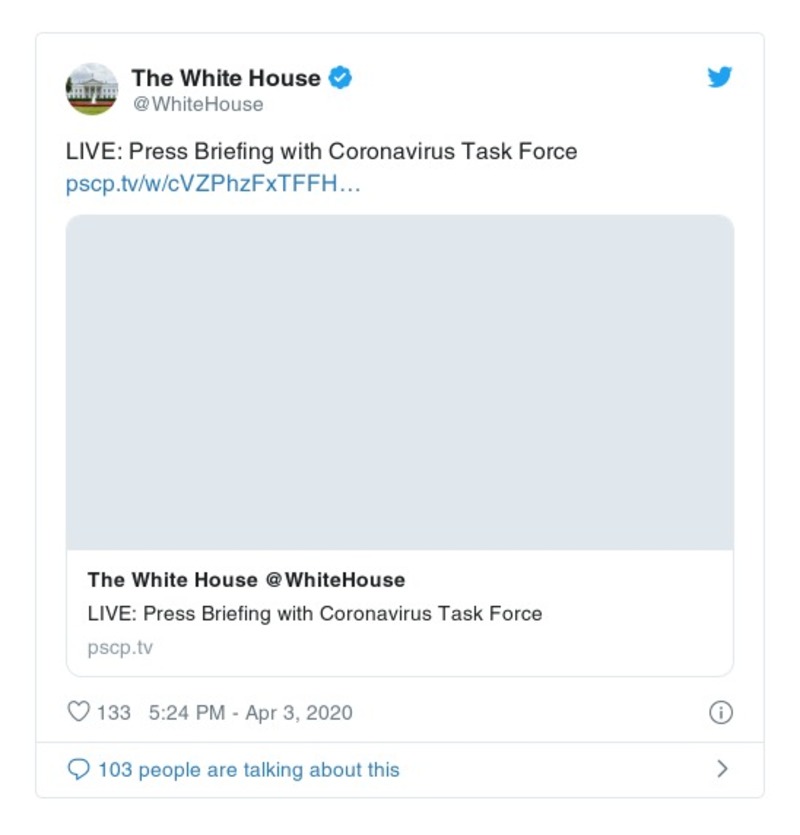 The White House
@WhiteHouse
LIVE: Press Briefing with Coronavirus Task Force
pscp.tv/w/cVZPhzFxTFFH…
The White House @WhiteHouse
LIVE: Press Briefing with Coronavirus Task Force
pscp.tv
133 5:24 PM - Apr 3, 2020
103 people are talking about this